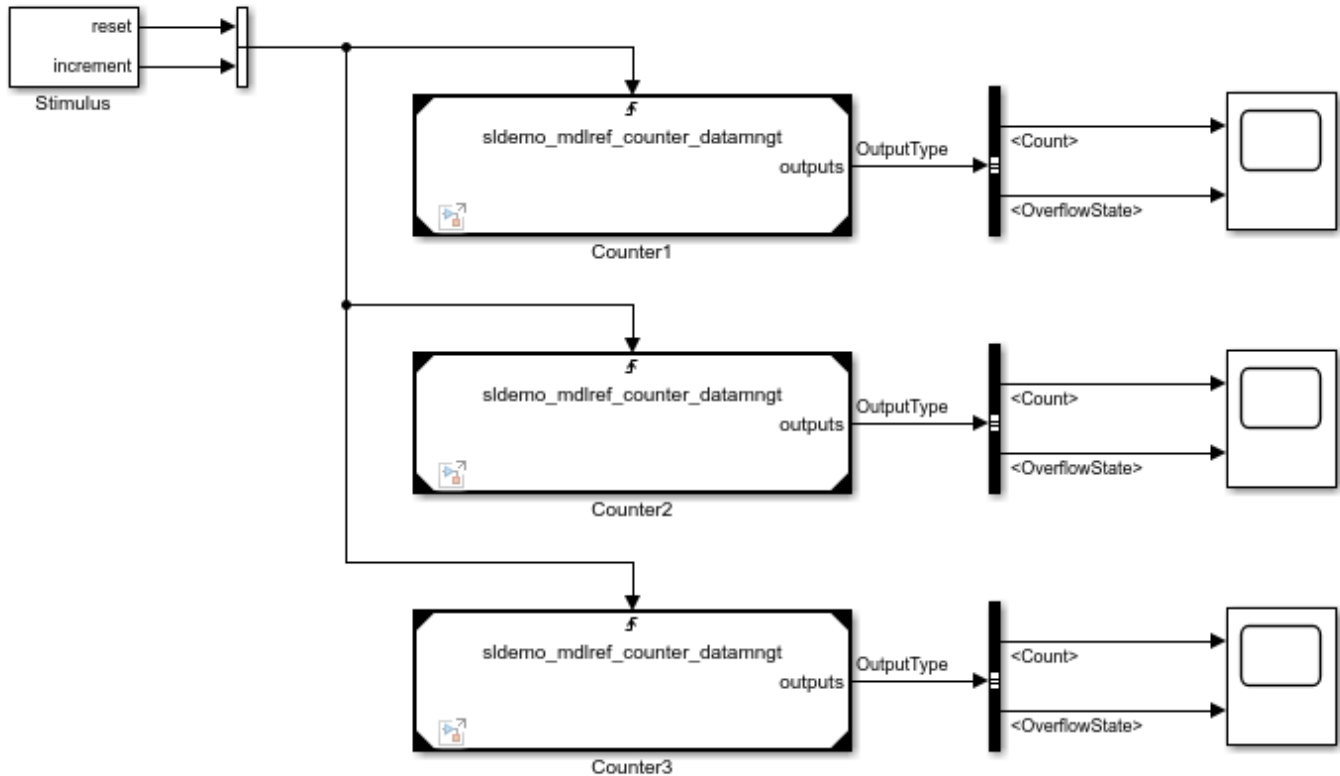 reset
increment
Stimulus
sldemo_mdlref_counter_datamngt
outputs
OutputType
<Count>
<OverflowState>
Counter1
sldemo_mdlref_counter_datamngt
outputs
OutputType
<Count>
<OverflowState>
Counter2
sldemo_mdlref_counter_datamngt
outputs
OutputType
<Count>
<OverflowState>
Counter3